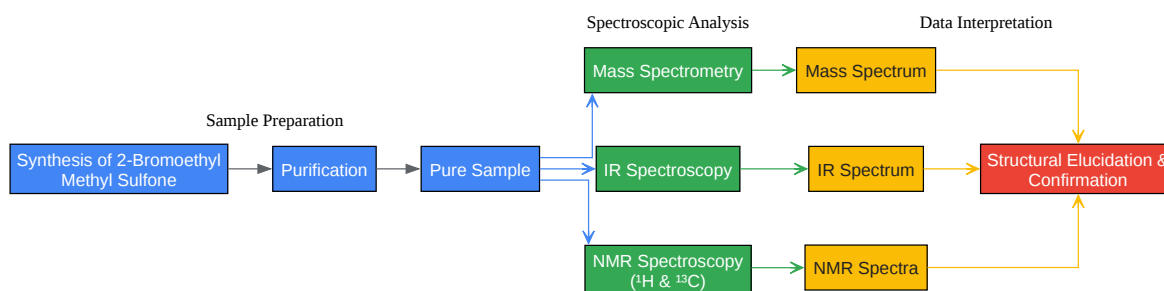 Spectroscopic Analysis
Data Interpretation
Mass Spectrometry
Mass Spectrum
Sample Preparation
Synthesis of 2-Bromoethyl
Methyl Sulfone
Purification
Pure Sample
IR Spectroscopy
IR Spectrum
Structural Elucidation &
Confirmation
NMR Spectroscopy
(¹H & ¹³C)
NMR Spectra